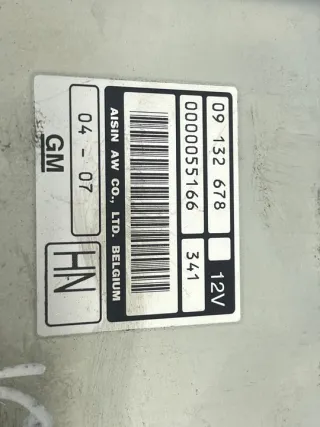 09 132 678 12V
0000055166 341
AISIN AW CO., LTD. BELGIUM
04 - 07 HN
GM